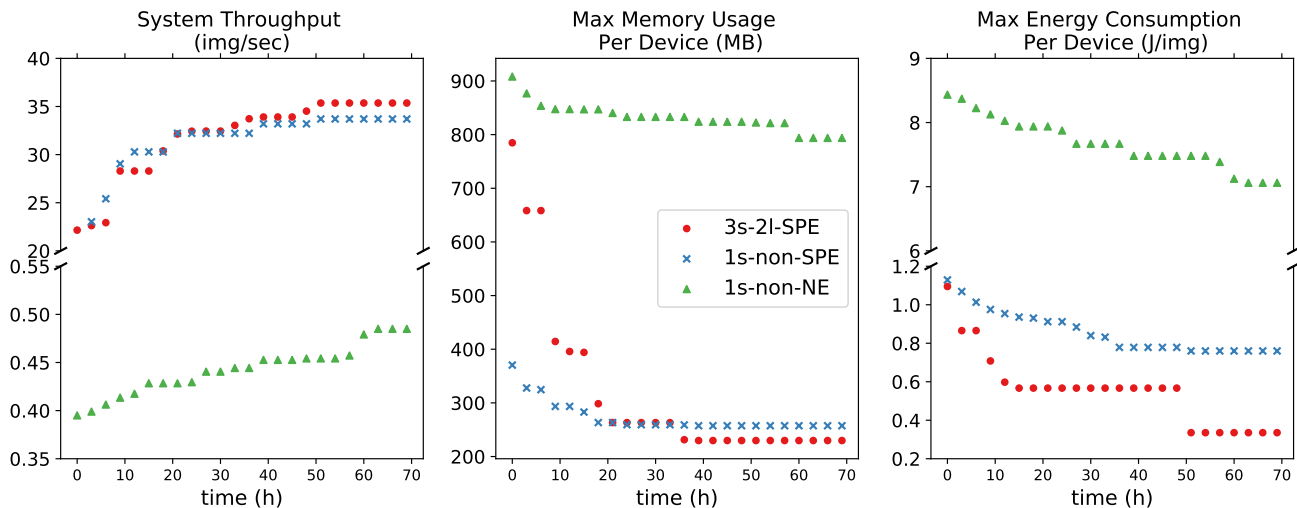 System Throughput
(img/sec)
40
35
30
25
20
0.55
0.50
0.45
0.40
0.35
0 10 20 30 40 50 60 70
time (h)
Max Memory Usage
Per Device (MB)
900
800
700
600
500
400
300
200
3s-2l-SPE
1s-non-SPE
1s-non-NE
0 10 20 30 40 50 60 70
time (h)
Max Energy Consumption
Per Device (J/img)
9
8
7
6
1.2
1.0
0.8
0.6
0.4
0.2
0 10 20 30 40 50 60 70
time (h)